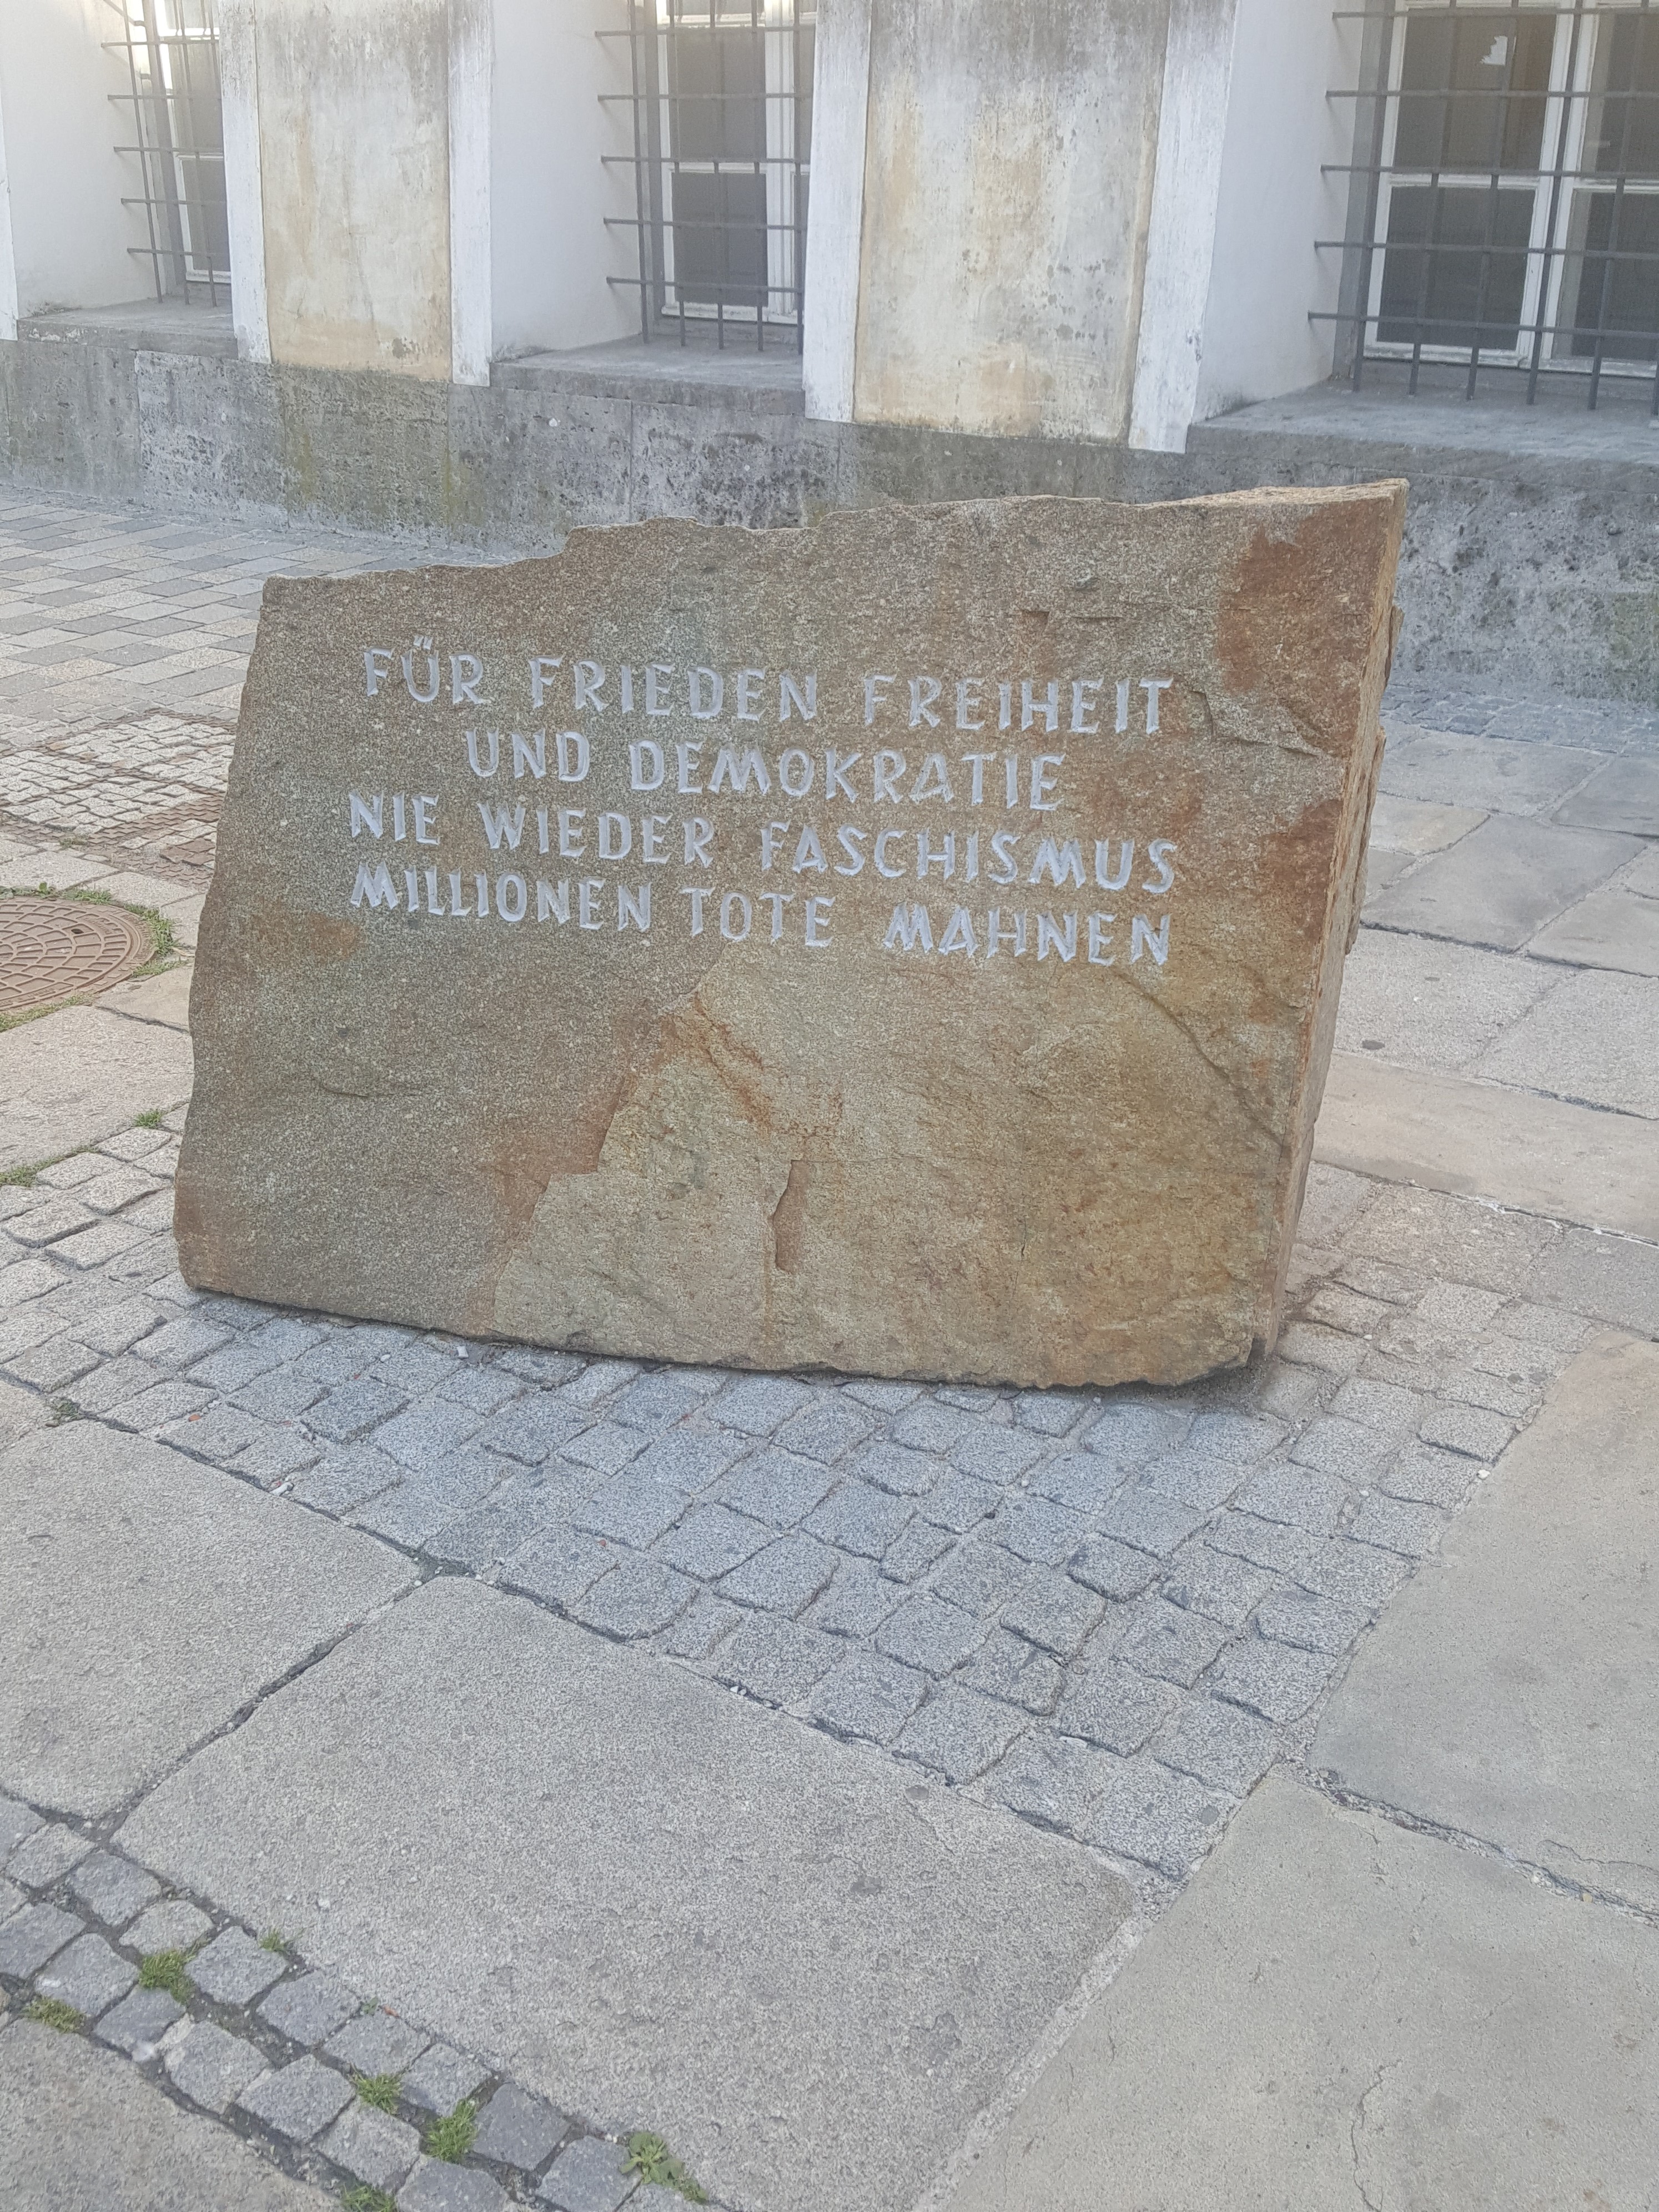 FÜR FRIEDEN FREIHEIT
UND DEMOKRATIE
NIE WIEDER FASCHISMUS
MILLIONEN TOTE MAHNEN